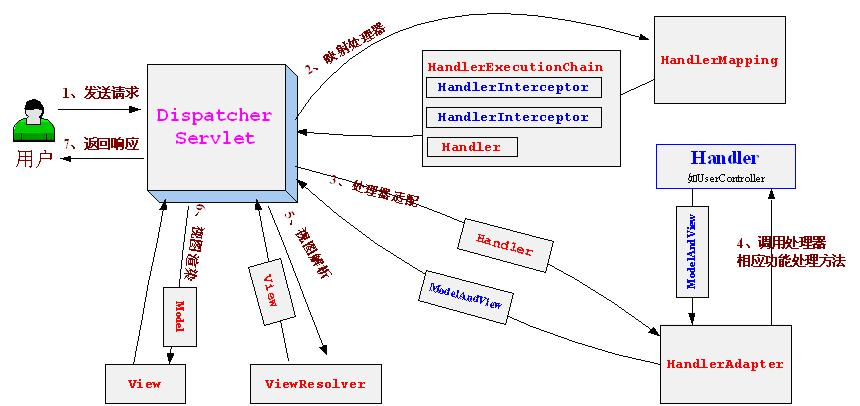 1、发送请求
7、返回响应
用户
Dispatcher
Servlet
2、映射处理器
HandlerExecutionChain
HandlerInterceptor
HandlerInterceptor
Handler
HandlerMapping
3、处理器适配
Handler
ModelAndView
Handler
如UserController
ModelAndView
4、调用处理器
相应功能处理方法
HandlerAdapter
5、视图解析
View
ViewResolver
6、视图渲染
Model
View